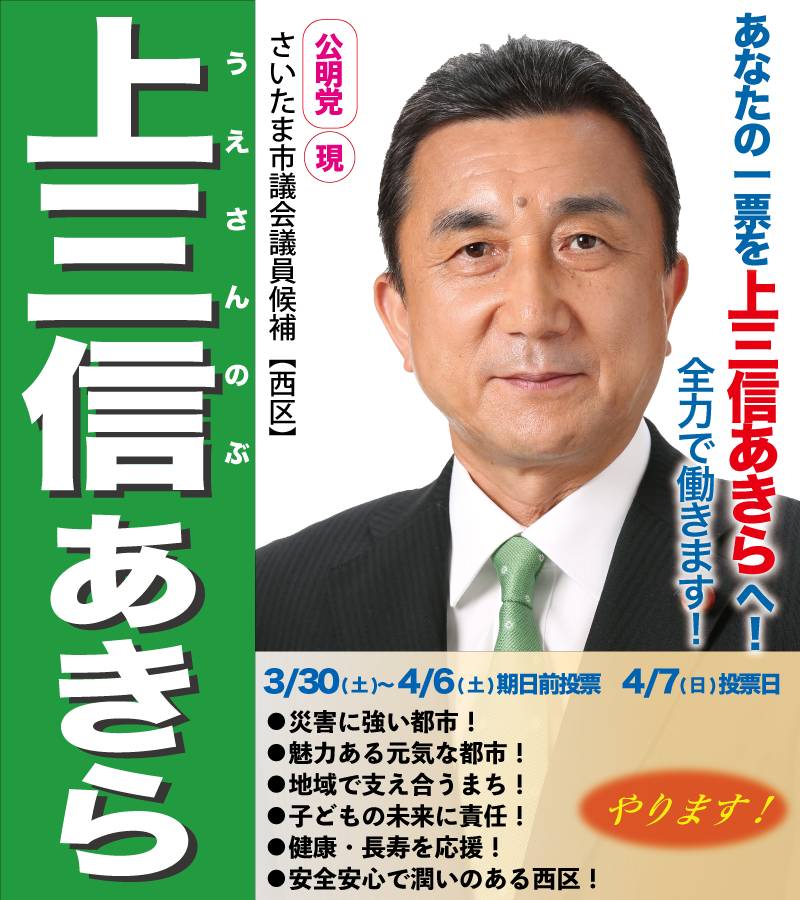 あなたの一票を上三信あきらへ！
全力で働きます！
公明党
現
さいたま市議会議員候補【西区】
うえさんのぶ
上三信あきら
3/30(土)～4/6(土)期日前投票　4/7(日)投票日
●災害に強い都市！
●魅力ある元気な都市！
●地域で支え合うまち！
●子どもの未来に責任！
●健康・長寿を応援！
●安全安心で潤いのある西区！
やります！